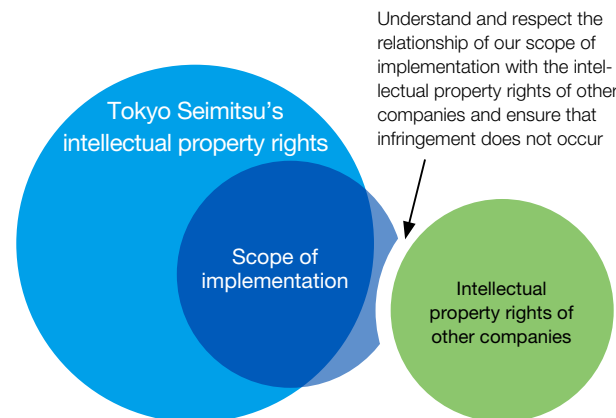 Understand and respect the
relationship of our scope of
implementation with the intel-
lectual property rights of other
companies and ensure that
infringement does not occur
Tokyo Seimitsu’s
intellectual property rights
Scope of
implementation
Intellectual
property rights of
other companies